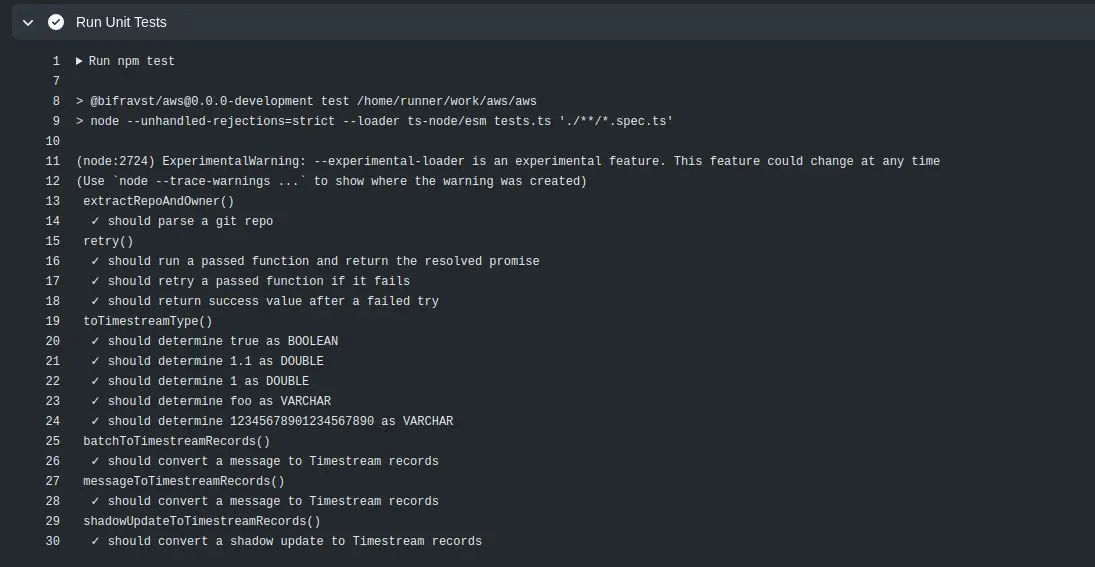 Run Unit Tests
1 Run npm test
7
8 > @bifravst/aws@0.0.0-development test /home/runner/work/aws/aws
9 > node --unhandled-rejections=strict --loader ts-node/esm tests.ts './**/*.spec.ts'
10
11 (node:2724) ExperimentalWarning: --experimental-loader is an experimental feature. This feature could change at any time
12 (Use `node --trace-warnings ...` to show where the warning was created)
13 extractRepoAndOwner()
14 ✓ should parse a git repo
15 retry()
16 ✓ should run a passed function and return the resolved promise
17 ✓ should retry a passed function if it fails
18 ✓ should return success value after a failed try
19 toTimestreamType()
20 ✓ should determine true as BOOLEAN
21 ✓ should determine 1.1 as DOUBLE
22 ✓ should determine 1 as DOUBLE
23 ✓ should determine foo as VARCHAR
24 ✓ should determine 12345678901234567890 as VARCHAR
25 batchToTimestreamRecords()
26 ✓ should convert a message to Timestream records
27 messageToTimestreamRecords()
28 ✓ should convert a message to Timestream records
29 shadowUpdateToTimestreamRecords()
30 ✓ should convert a shadow update to Timestream records